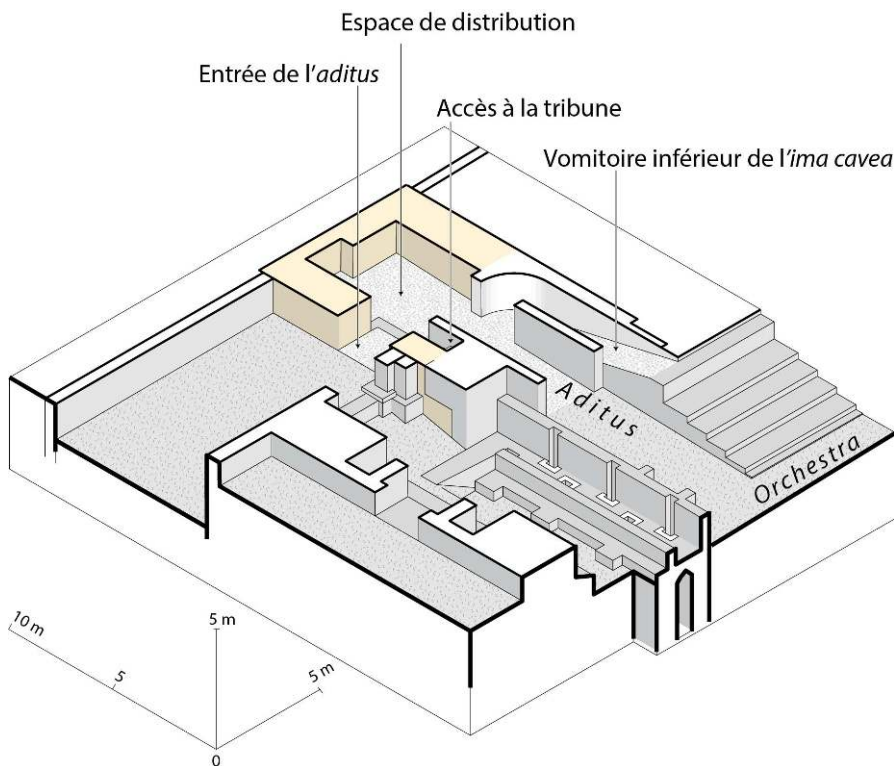 Espace de distribution
Entrée de l'aditus
Accès à la tribune
Vomitoire inférieur de l'ima cavea
Aditus
Orchestra
10 m
5 m
5
5 m
0